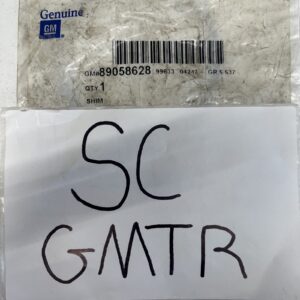 Genuine
GM
GM# 89058628
QTY 1
SHIM
SC
GMTR